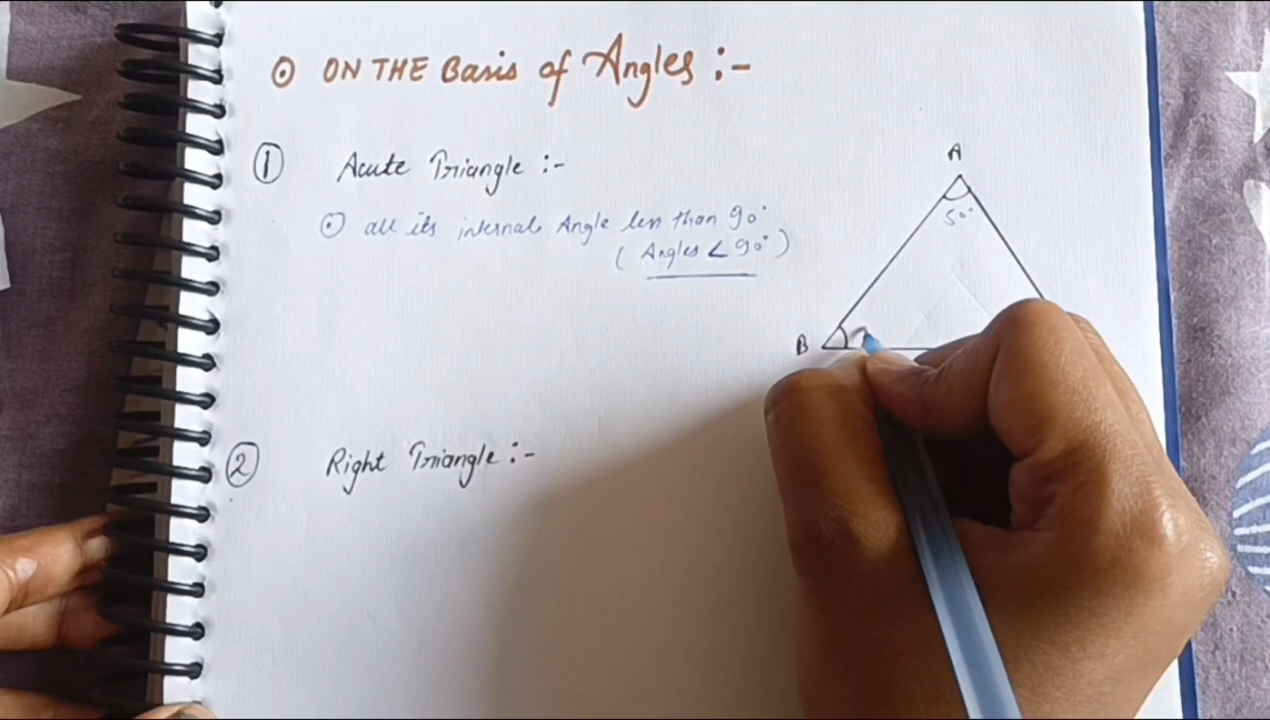 ⊙ ON THE Basis of Angles :-
① Acute Triangle :-
⊙ all its internal Angle less than 90°
( Angles < 90° )
A
50°
B
② Right Triangle :-